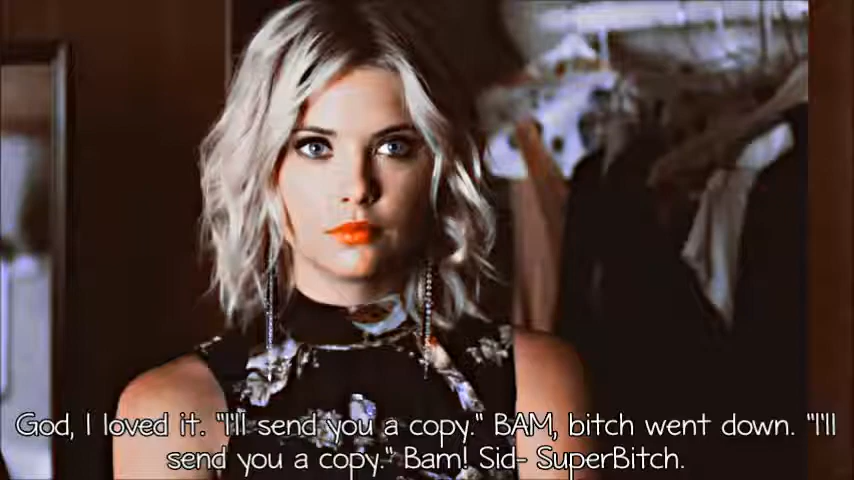 God, I loved it. "I'll send you a copy." BAM, bitch went down. "I'll
send you a copy." Bam! Sid- SuperBitch.